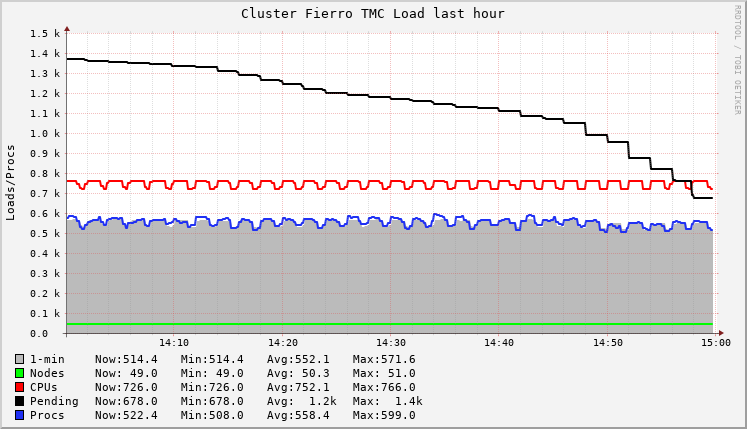 Cluster Fierro TMC Load last hour
RRDTOOL / TOBI OETIKER
Loads/Procs
1.5 k
1.4 k
1.3 k
1.2 k
1.1 k
1.0 k
0.9 k
0.8 k
0.7 k
0.6 k
0.5 k
0.4 k
0.3 k
0.2 k
0.1 k
0.0
14:10 14:20 14:30 14:40 14:50 15:00
1-min Now:514.4 Min:514.4 Avg:552.1 Max:571.6
Nodes Now: 49.0 Min: 49.0 Avg: 50.3 Max: 51.0
CPUs Now:726.0 Min:726.0 Avg:752.1 Max:766.0
Pending Now:678.0 Min:678.0 Avg: 1.2k Max: 1.4k
Procs Now:522.4 Min:508.0 Avg:558.4 Max:599.0